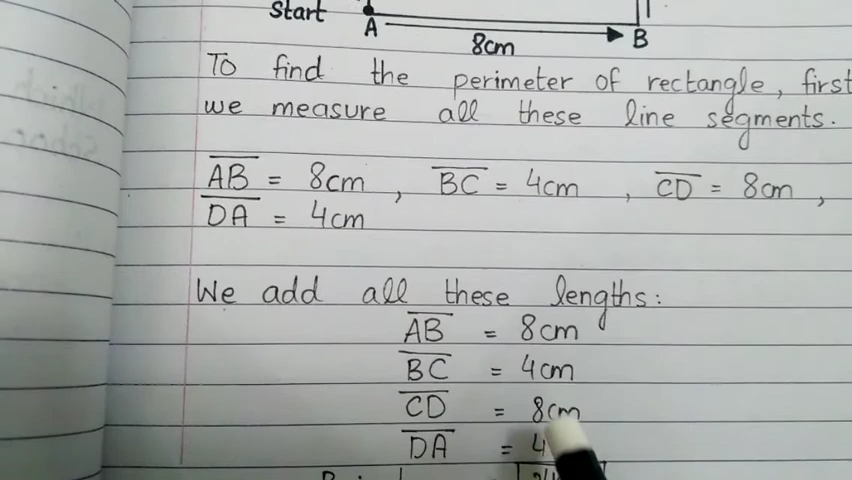 Start
A
8cm
B
To find the perimeter of rectangle, first
we measure all these line segments.
AB = 8cm , BC = 4cm , CD = 8cm ,
DA = 4cm
We add all these lengths:
AB = 8cm
BC = 4cm
CD = 8cm
DA = 4